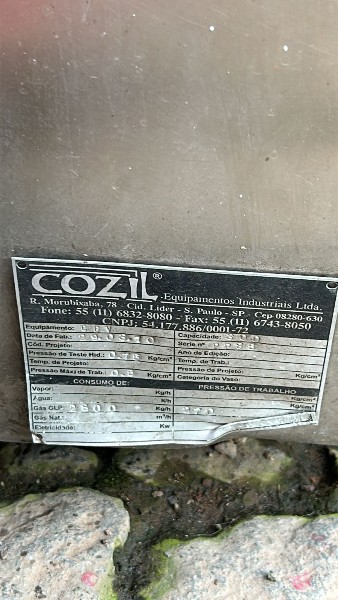 COZIL
Equipamentos Industriais Ltda.
R. Morubixaba, 78 - Cid. Lider - S. Paulo - SP - Cep 08280-630
Fone: 55 (11) 6832-8080 - Fax: 55 (11) 6743-8050
CNPJ: 54.177.886/0001-72
Equipamento: Capacidade: 300
Data de Fab.: Série nº:
Cód. Projeto: Ano de Edição:
Pressão de Teste Hid.: Kg/cm² Temp. de Trab.:
Temp. de Projeto: Pressão de Projeto: Kg/cm²
Pressão Máx. de Trab.: Kg/cm² Categoria do Vaso:
CONSUMO DE: PRESSÃO DE TRABALHO
Vapor: Kg/h Kg/cm²
Água: l/h
Gás GLP: 2800 Kg/h
Gás Nat.: m³/h
Eletricidade: Kw